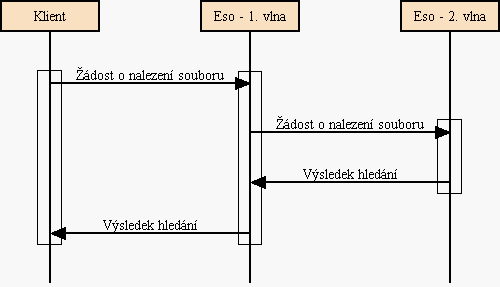 Klient
Eso - 1. vlna
Eso - 2. vlna
Žádost o nalezení souboru
Žádost o nalezení souboru
Výsledek hledání
Výsledek hledání